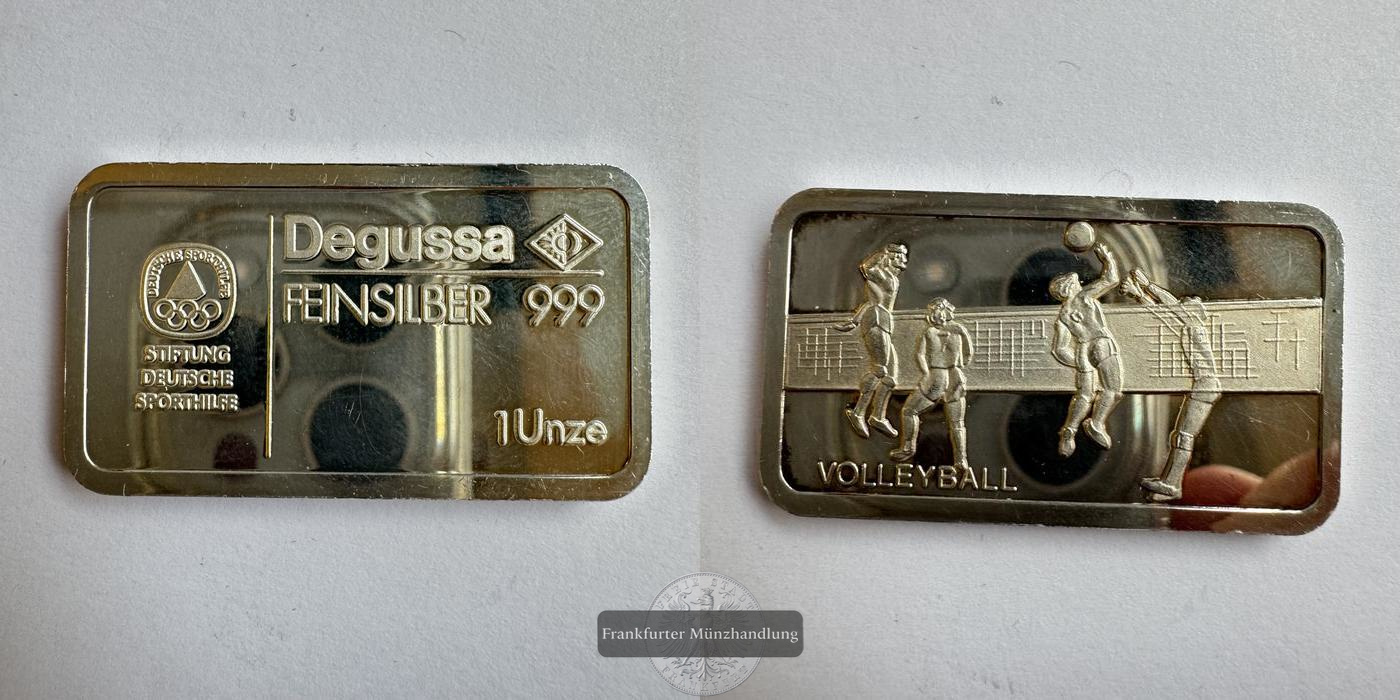 DEUTSCHE SPORTHILFE
STIFTUNG
DEUTSCHE
SPORTHILFE
Degussa
FEINSILBER 999
1 Unze
VOLLEYBALL
Frankfurter Münzhandlung